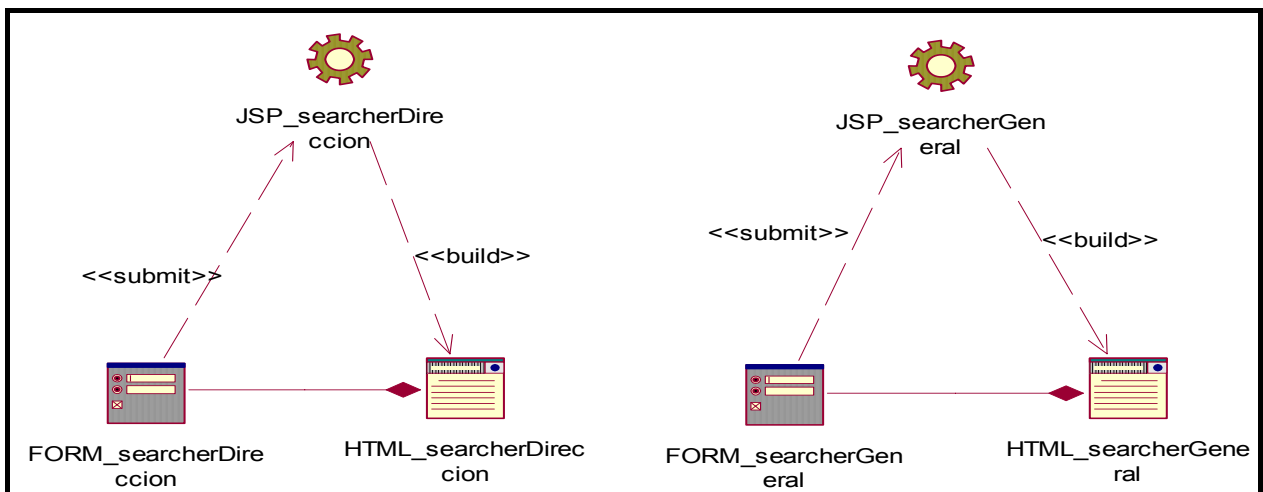 JSP_searcherDire
ccion
JSP_searcherGen
eral
<<submit>>
<<build>>
<<submit>>
<<build>>
FORM_searcherDire
ccion
HTML_searcherDirec
cion
FORM_searcherGen
eral
HTML_searcherGene
ral